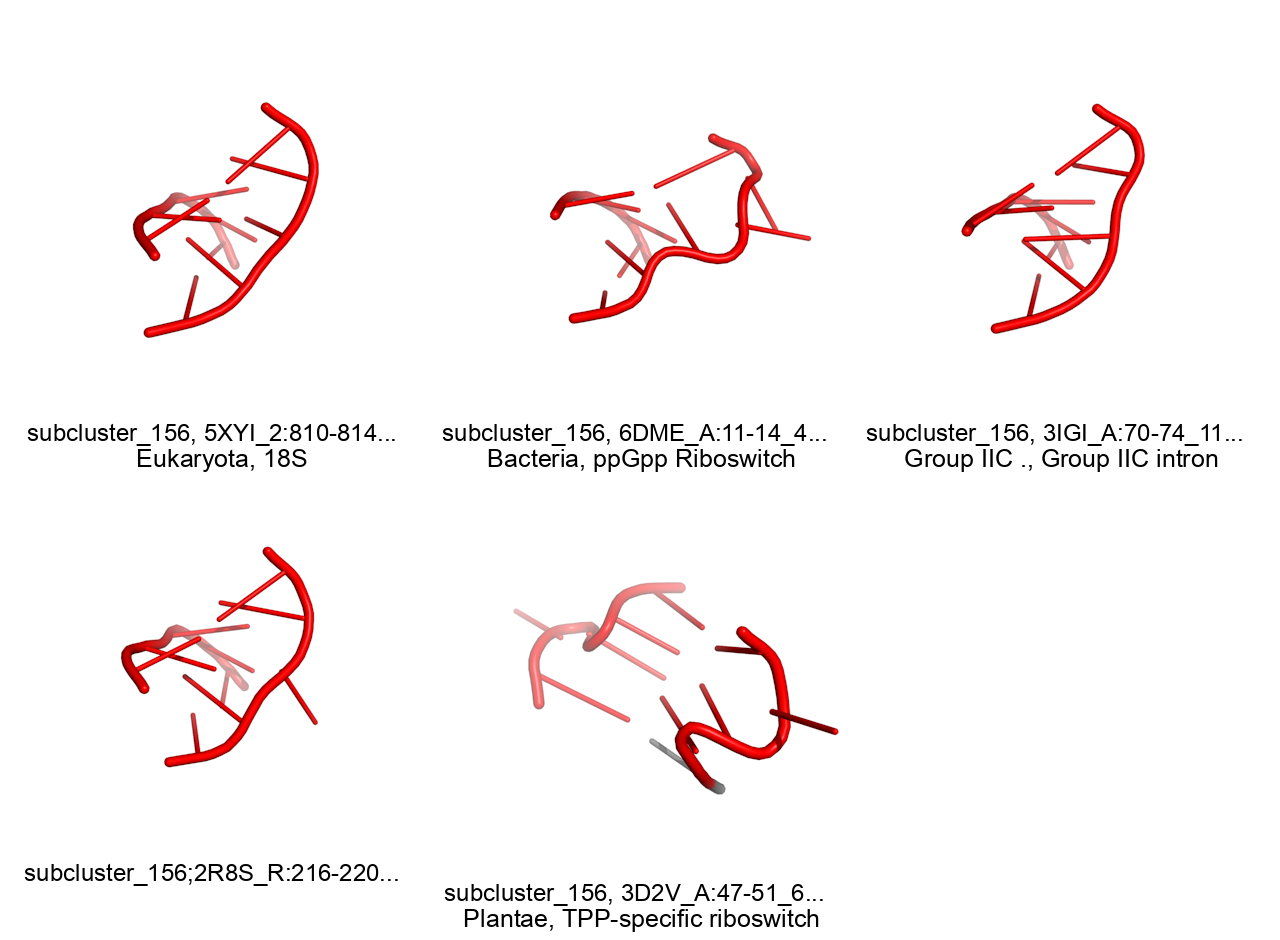 subcluster_156, 5XYI_2:810-814...
Eukaryota, 18S
subcluster_156, 6DME_A:11-14_4...
Bacteria, ppGpp Riboswitch
subcluster_156, 3IGI_A:70-74_11...
Group IIC ., Group IIC intron
subcluster_156;2R8S_R:216-220...
subcluster_156, 3D2V_A:47-51_6...
Plantae, TPP-specific riboswitch